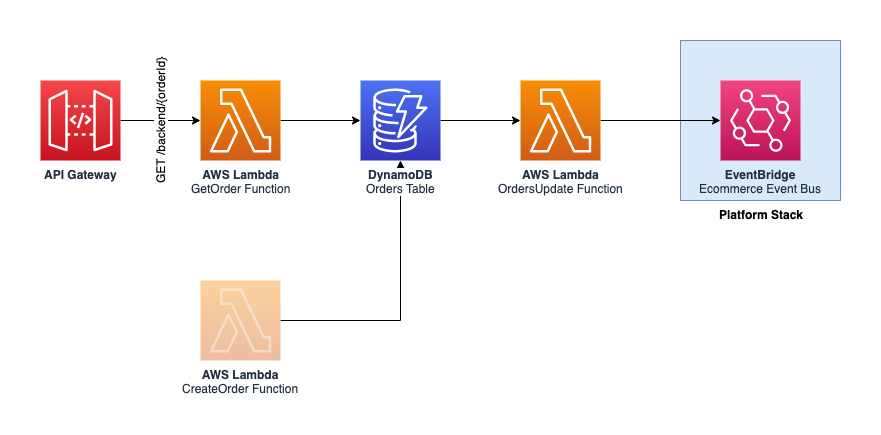 GET /backend/{orderId}
</>
API Gateway
AWS Lambda
GetOrder Function
DynamoDB
Orders Table
AWS Lambda
OrdersUpdate Function
EventBridge
Ecommerce Event Bus
Platform Stack
AWS Lambda
CreateOrder Function